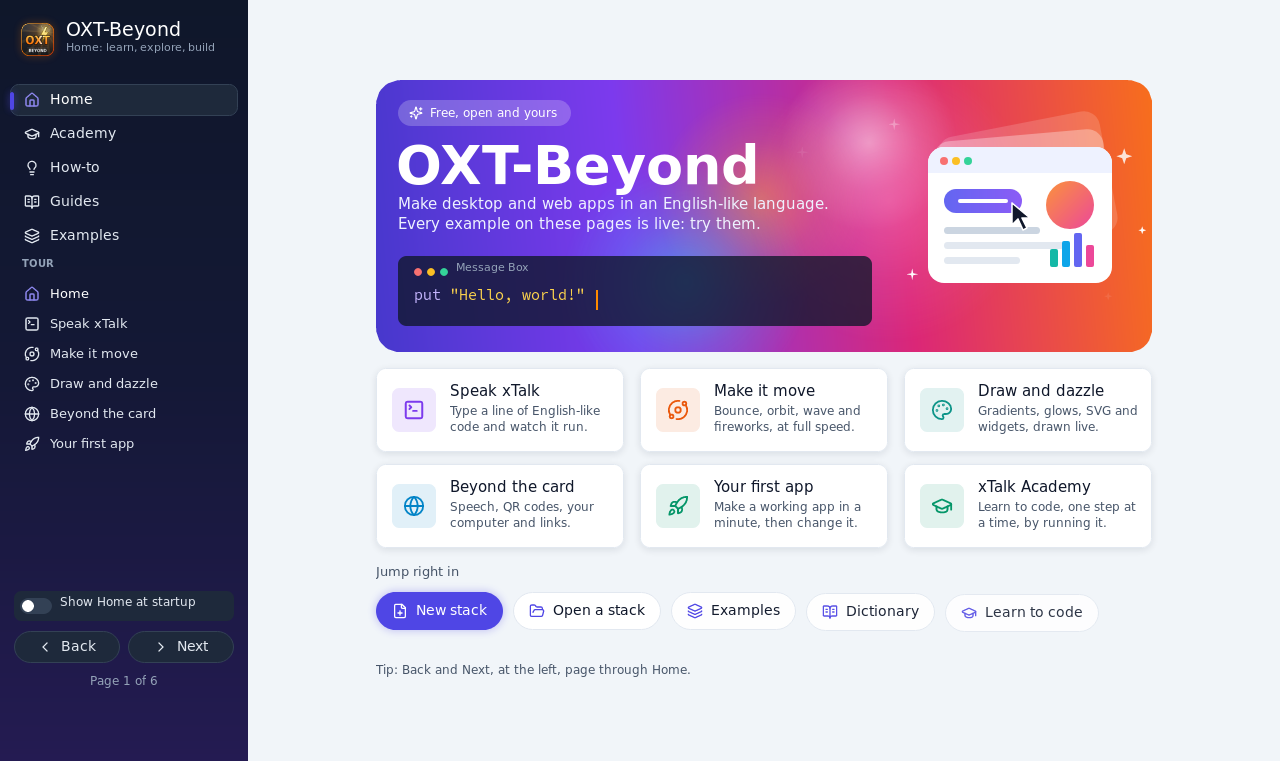 OXT
BEYOND
OXT-Beyond
Home: learn, explore, build
Home
Academy
How-to
Guides
Examples
TOUR
Home
Speak xTalk
Make it move
Draw and dazzle
Beyond the card
Your first app
Show Home at startup
Back
Next
Page 1 of 6
Free, open and yours
OXT-Beyond
Make desktop and web apps in an English-like language.
Every example on these pages is live: try them.
Message Box
put "Hello, world!"
Speak xTalk
Type a line of English-like
code and watch it run.
Make it move
Bounce, orbit, wave and
fireworks, at full speed.
Draw and dazzle
Gradients, glows, SVG and
widgets, drawn live.
Beyond the card
Speech, QR codes, your
computer and links.
Your first app
Make a working app in a
minute, then change it.
xTalk Academy
Learn to code, one step at
a time, by running it.
Jump right in
New stack
Open a stack
Examples
Dictionary
Learn to code
Tip: Back and Next, at the left, page through Home.